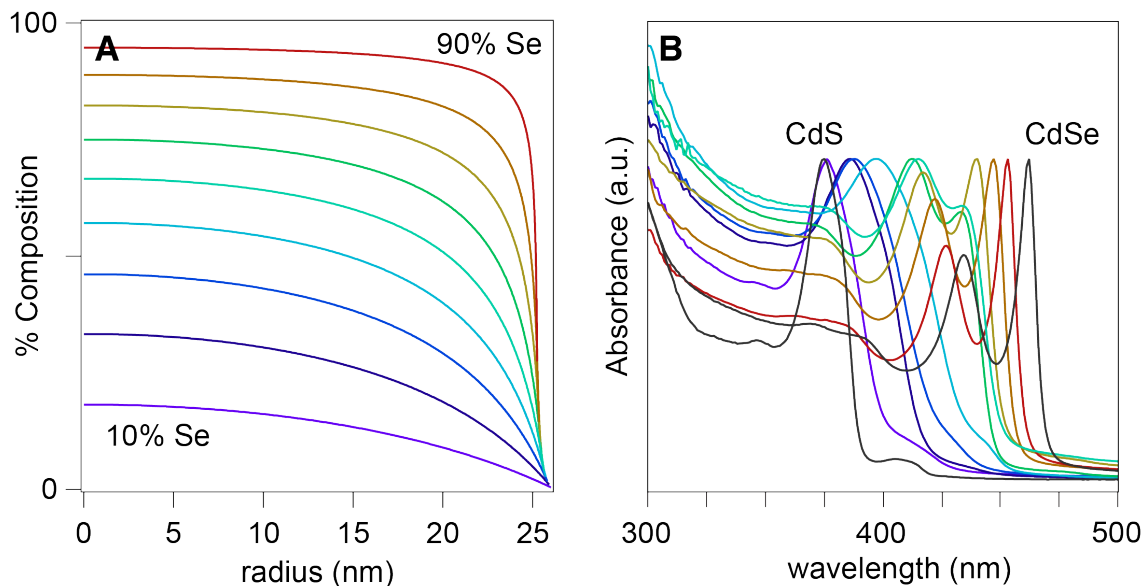 A
100
90% Se
% Composition
10% Se
0
0 5 10 15 20 25
radius (nm)
B
CdS
CdSe
Absorbance (a.u.)
300 400 500
wavelength (nm)